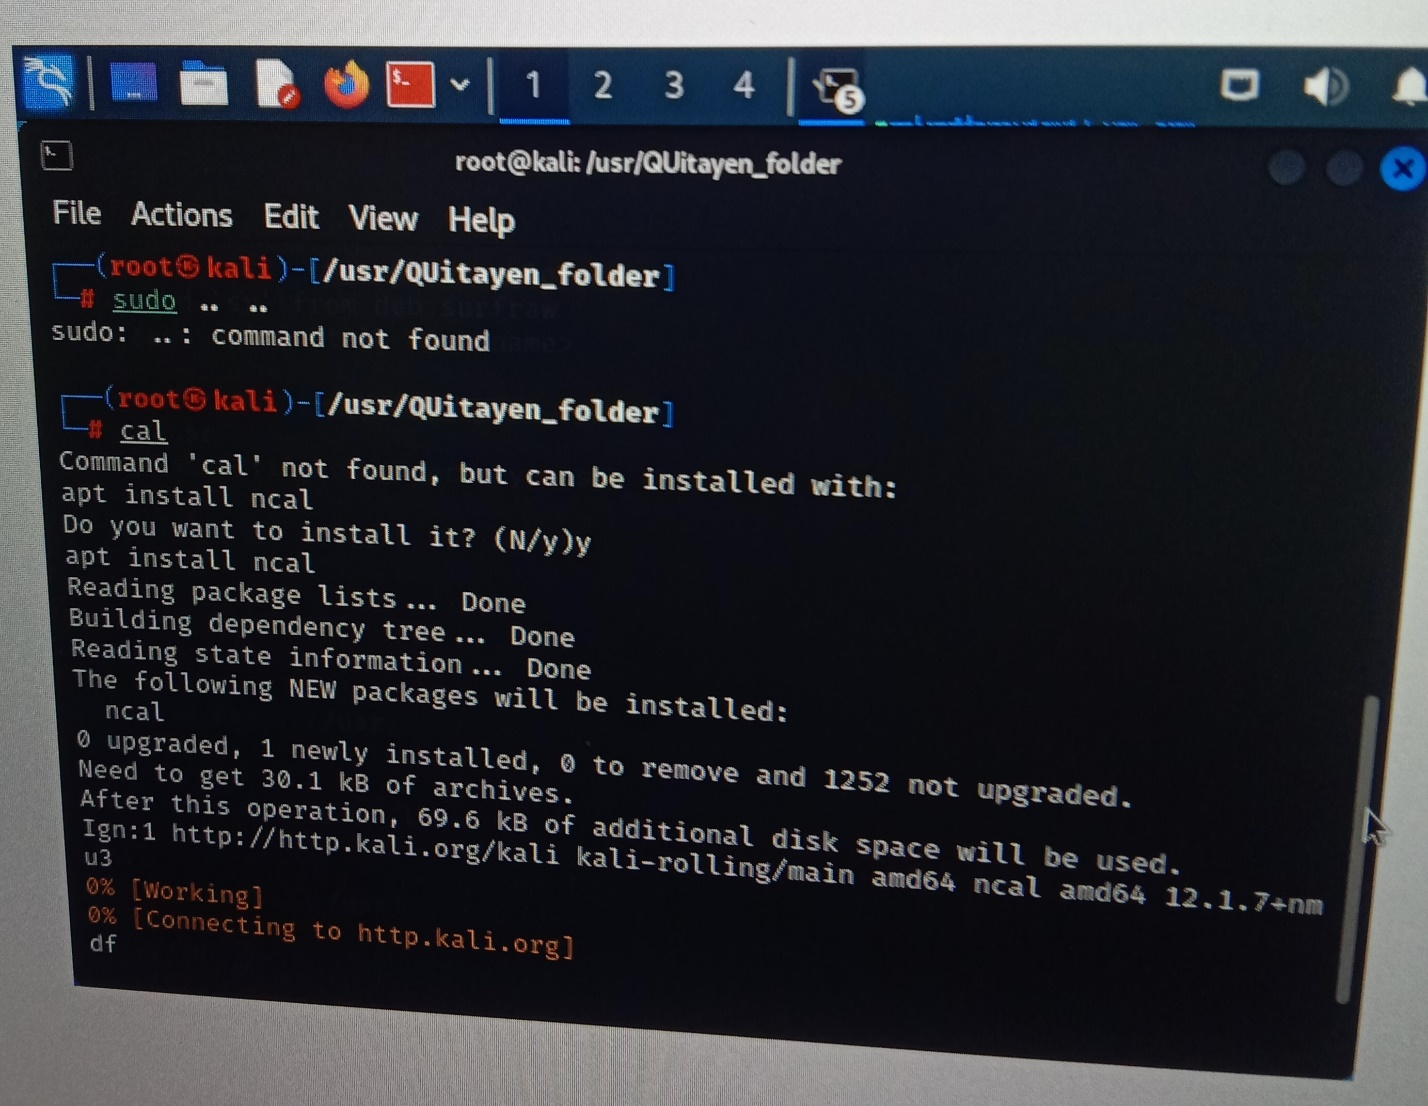 1 2 3 4 5
root@kali: /usr/QUitayen_folder
File Actions Edit View Help
(root㉿kali)-[/usr/QUitayen_folder]
# sudo .. ..
sudo: ..: command not found
(root㉿kali)-[/usr/QUitayen_folder]
# cal
Command 'cal' not found, but can be installed with:
apt install ncal
Do you want to install it? (N/y)y
apt install ncal
Reading package lists... Done
Building dependency tree... Done
Reading state information... Done
The following NEW packages will be installed:
ncal
0 upgraded, 1 newly installed, 0 to remove and 1252 not upgraded.
Need to get 30.1 kB of archives.
After this operation, 69.6 kB of additional disk space will be used.
Ign:1 http://http.kali.org/kali kali-rolling/main amd64 ncal amd64 12.1.7+nm
u3
0% [Working]
0% [Connecting to http.kali.org]
df